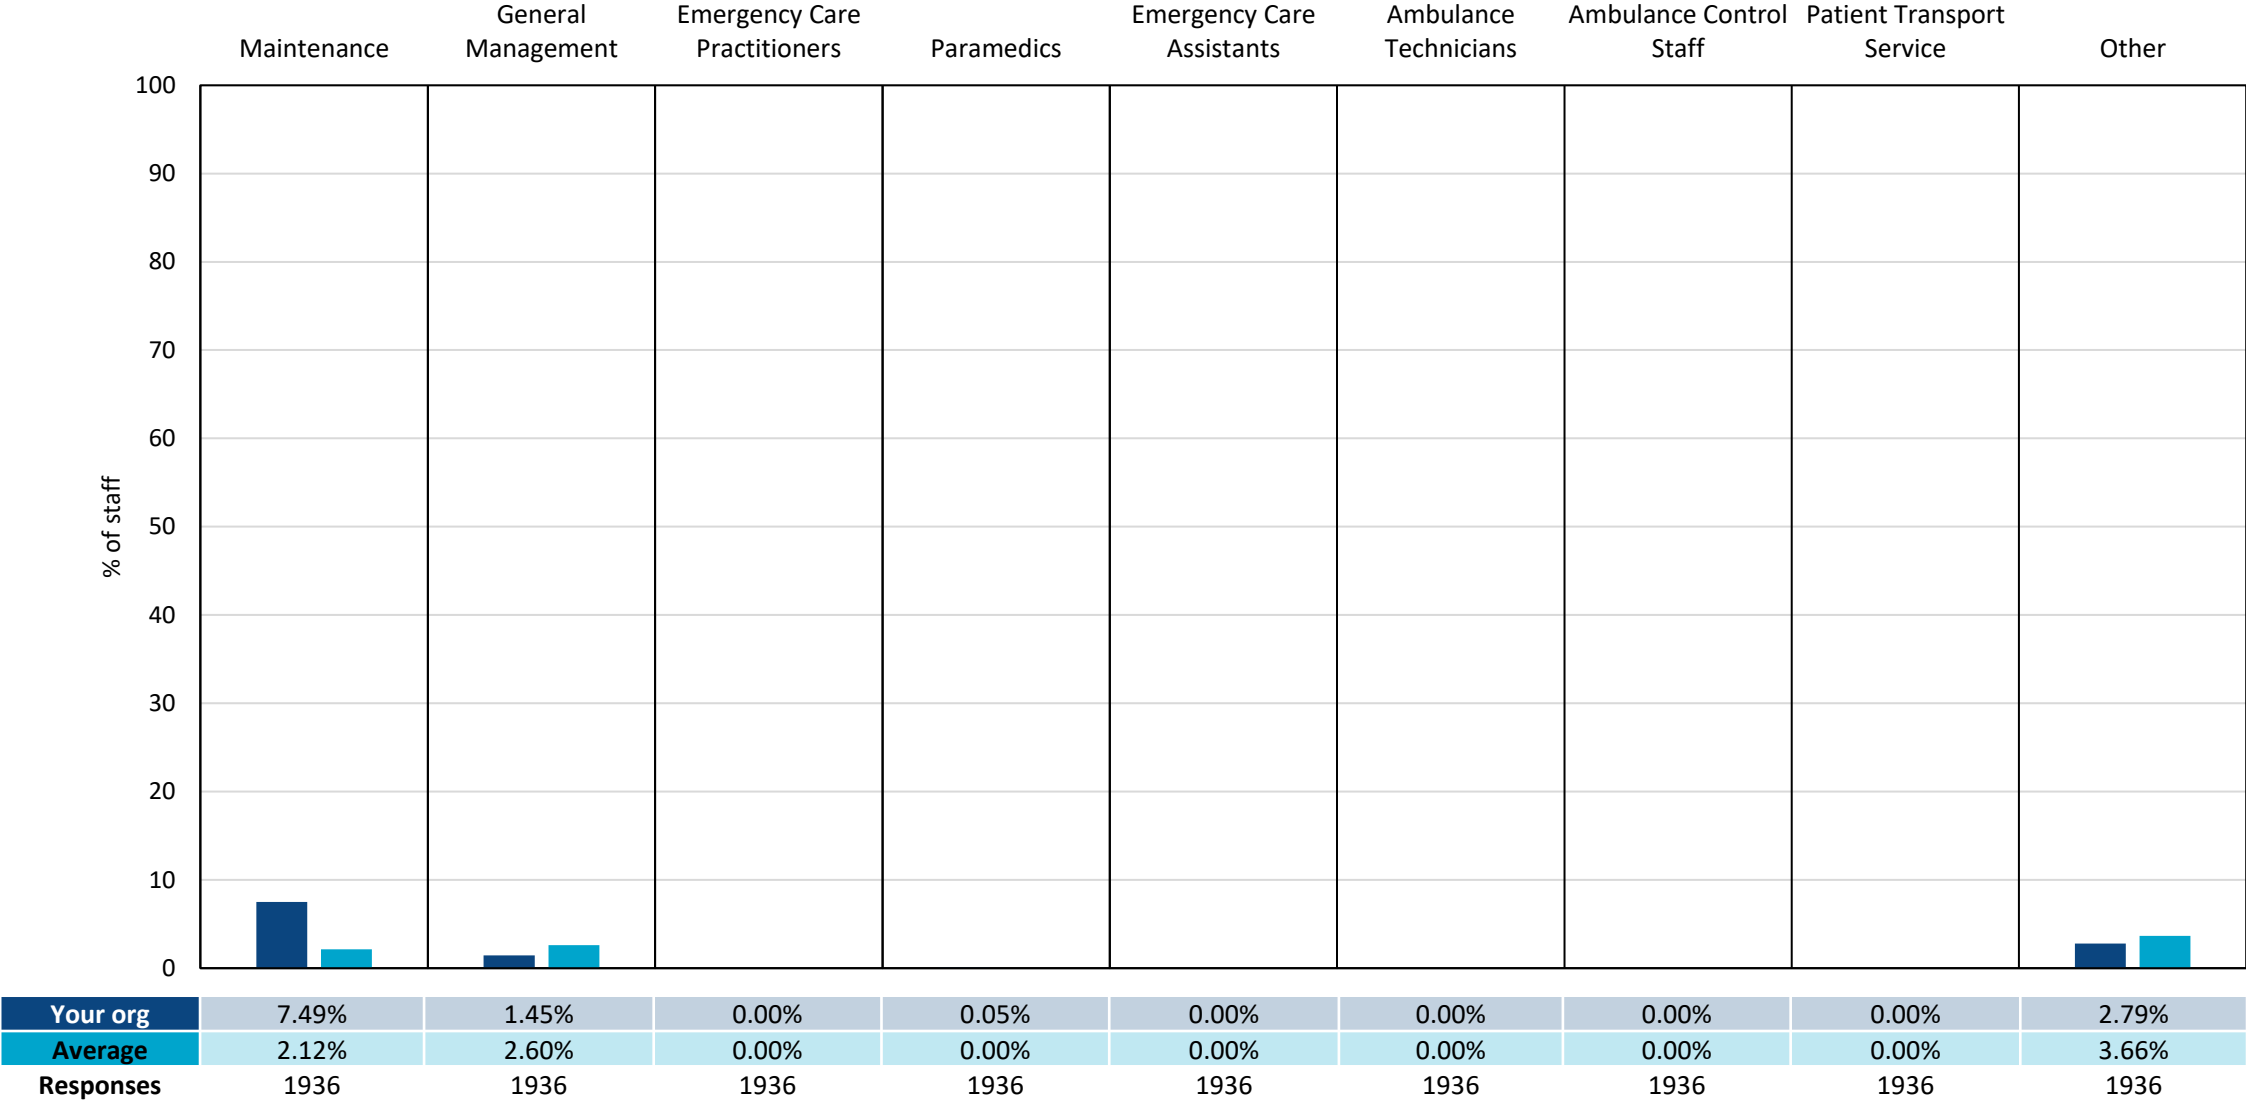 Maintenance
General
Management
Emergency Care
Practitioners
Paramedics
Emergency Care
Assistants
Ambulance
Technicians
Ambulance Control
Staff
Patient Transport
Service
Other
% of staff
100
90
80
70
60
50
40
30
20
10
0
Your org 7.49% 1.45% 0.00% 0.05% 0.00% 0.00% 0.00% 0.00% 2.79%
Average 2.12% 2.60% 0.00% 0.00% 0.00% 0.00% 0.00% 0.00% 3.66%
Responses 1936 1936 1936 1936 1936 1936 1936 1936 1936